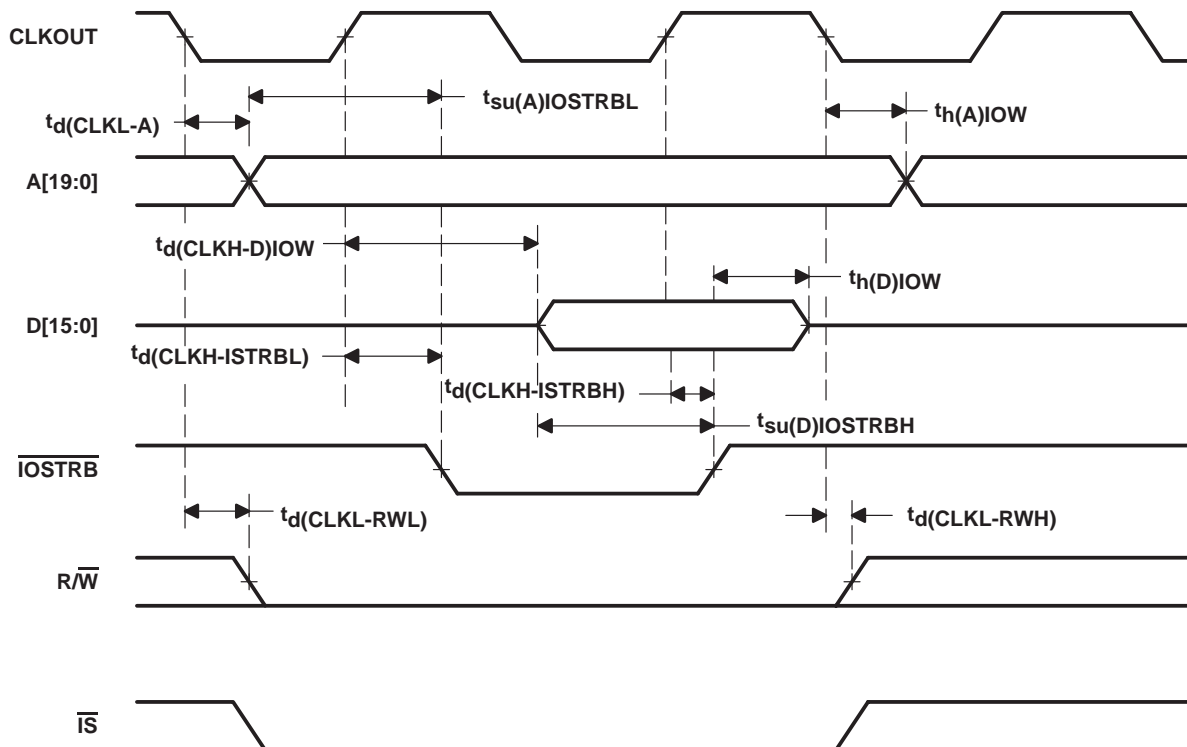 CLKOUT
tsu(A)IOSTRBL
td(CLKL-A)
th(A)IOW
A[19:0]
td(CLKH-D)IOW
th(D)IOW
D[15:0]
td(CLKH-ISTRBL)
td(CLKH-ISTRBH)
tsu(D)IOSTRBH
IOSTRB
td(CLKL-RWL)
td(CLKL-RWH)
R/W
IS